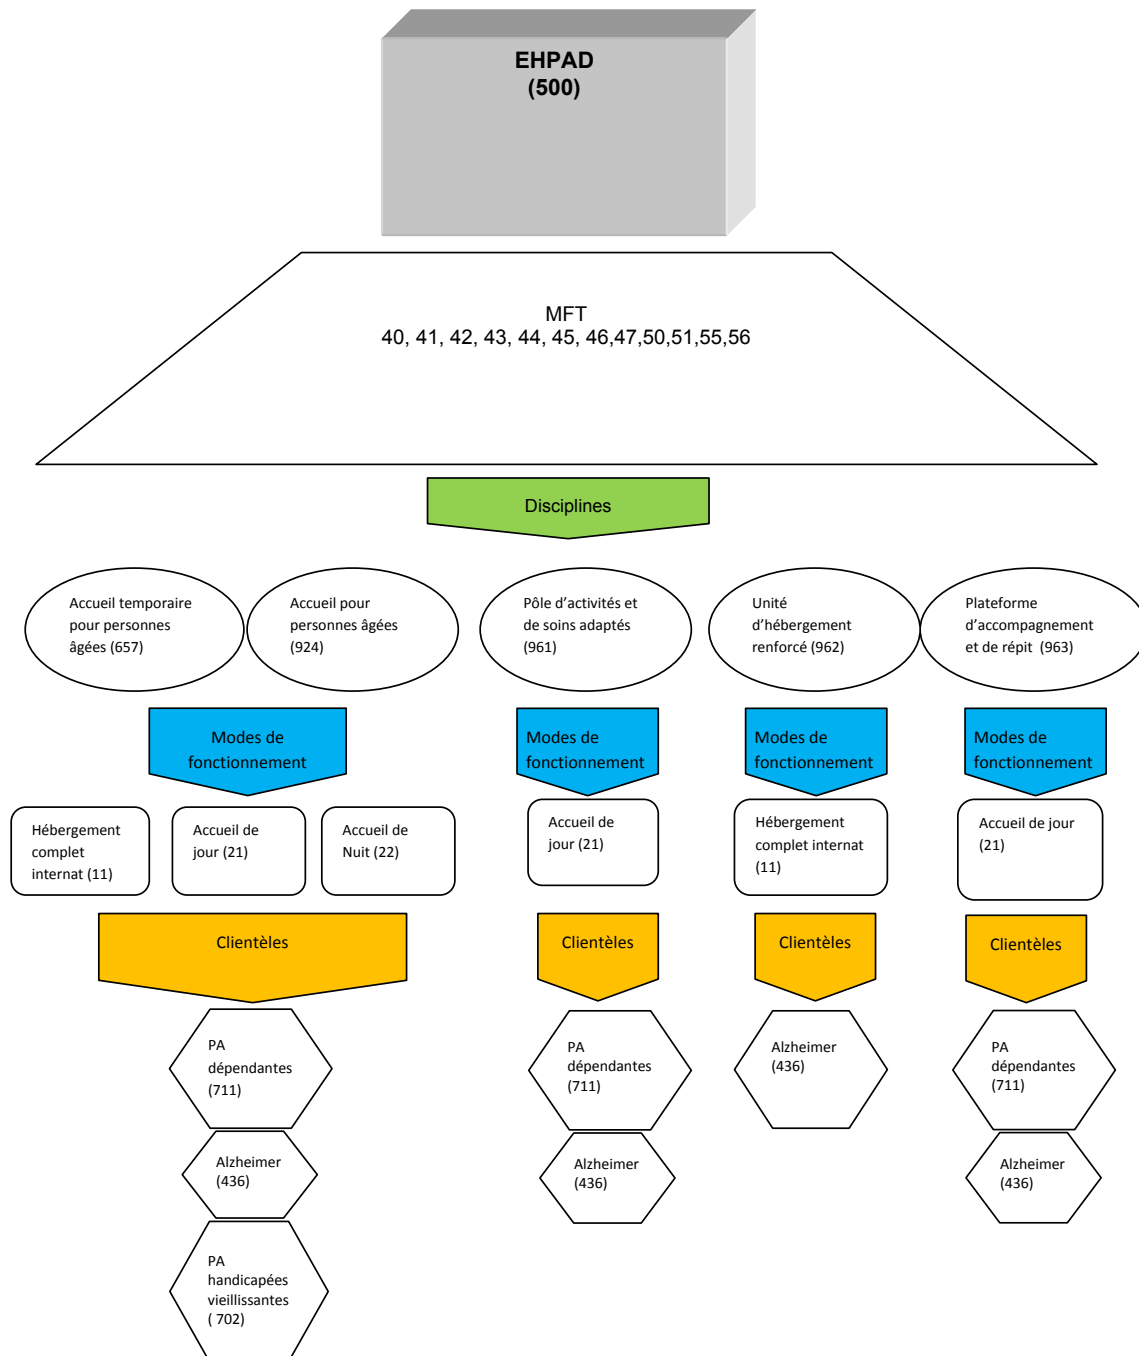 EHPAD
(500)
MFT
40, 41, 42, 43, 44, 45, 46,47,50,51,55,56
Disciplines
Accueil temporaire
pour personnes
âgées (657)
Accueil pour
personnes âgées
(924)
Pôle d’activités et
de soins adaptés
(961)
Unité
d’hébergement
renforcé (962)
Plateforme
d’accompagnement
et de répit (963)
Modes de
fonctionnement
Modes de
fonctionnement
Modes de
fonctionnement
Modes de
fonctionnement
Hébergement
complet
internat (11)
Accueil de
jour (21)
Accueil de
Nuit (22)
Accueil de
jour (21)
Hébergement
complet internat
(11)
Accueil de jour
(21)
Clientèles
Clientèles
Clientèles
Clientèles
PA
dépendantes
(711)
PA
dépendantes
(711)
Alzheimer
(436)
PA
dépendantes
(711)
Alzheimer
(436)
Alzheimer
(436)
Alzheimer
(436)
PA
handicapées
vieillissantes
( 702)